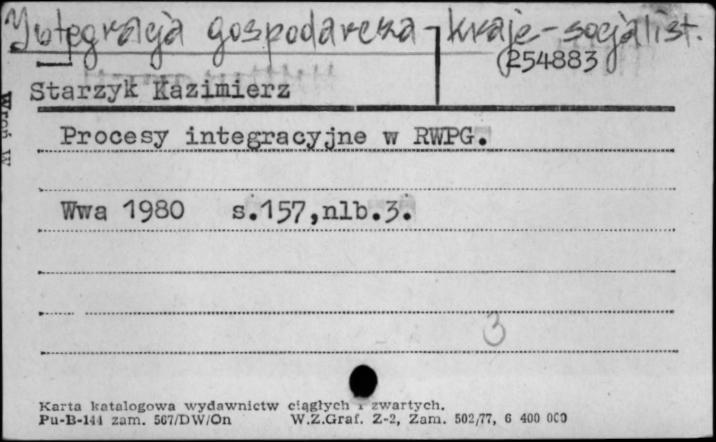 Integracja gospodarcza - kraje - socjalist.
254883
Starzyk Kazimierz
Procesy integracyjne w RWPG.
Wwa 1980 s.157,nlb.3.
3
Karta katalogowa wydawnictw ciągłych i zwartych.
Pu-B-144 zam. 567/DW/On W.Z.Graf. Z-2, Zam. 502/77, 6 400 000